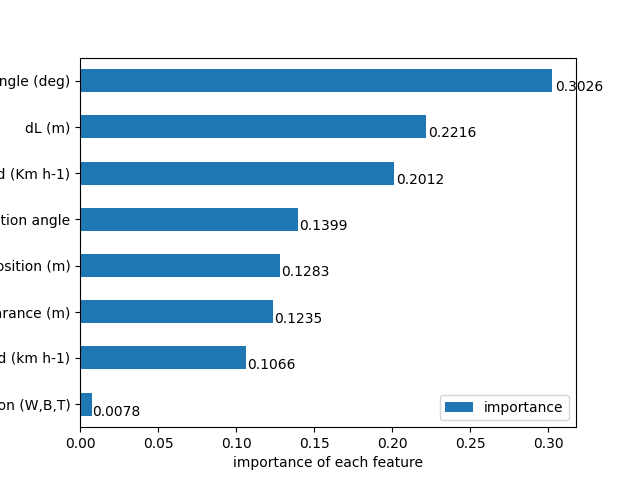 ngle (deg)
0.3026
dL (m)
0.2216
d (Km h-1)
0.2012
tion angle
0.1399
osition (m)
0.1283
arance (m)
0.1235
d (km h-1)
0.1066
on (W,B,T)
0.0078
importance
0.00 0.05 0.10 0.15 0.20 0.25 0.30
importance of each feature